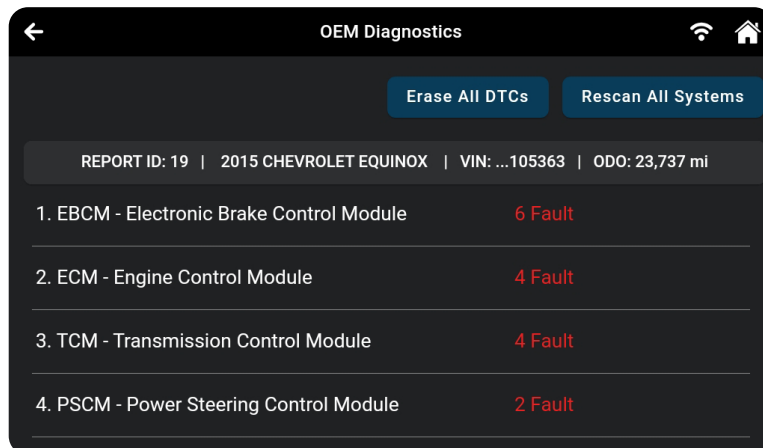 OEM Diagnostics
Erase All DTCs Rescan All Systems
REPORT ID: 19 | 2015 CHEVROLET EQUINOX | VIN: ...105363 | ODO: 23,737 mi
1. EBCM - Electronic Brake Control Module 6 Fault
2. ECM - Engine Control Module 4 Fault
3. TCM - Transmission Control Module 4 Fault
4. PSCM - Power Steering Control Module 2 Fault